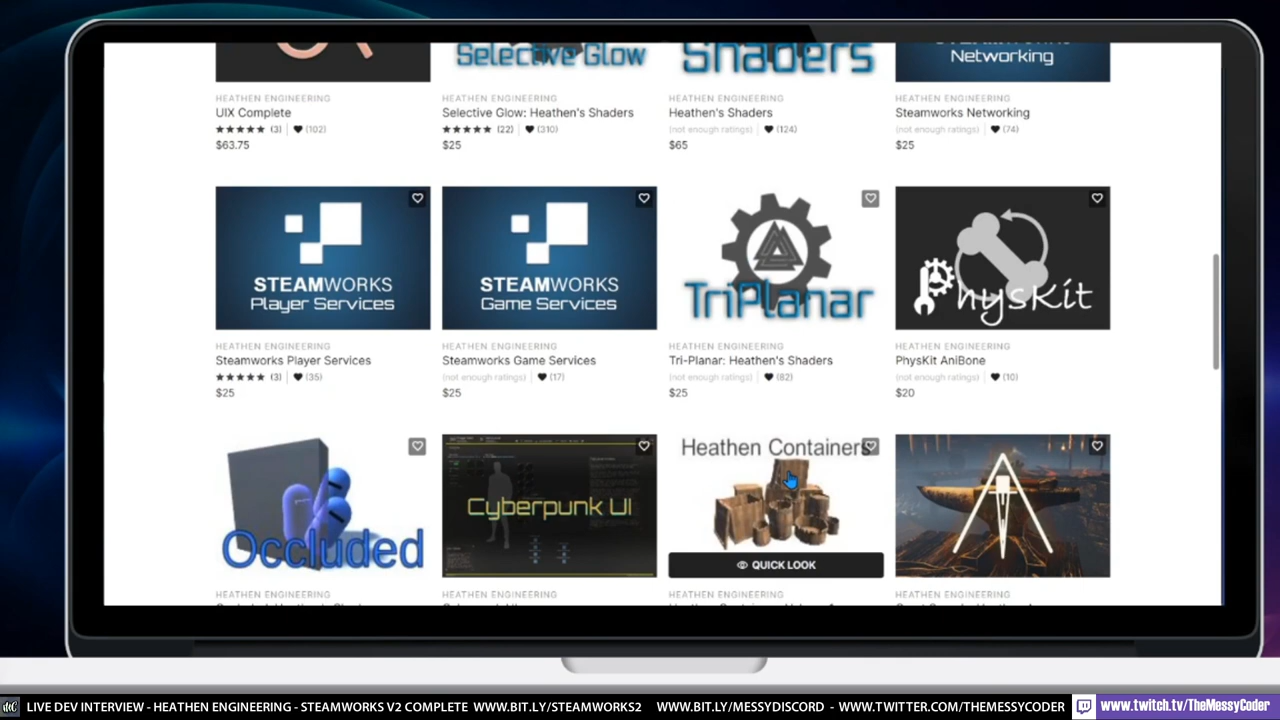 Selective Glow
Shaders
Networking
HEATHEN ENGINEERING
UIX Complete
★★★★★ (3) | ♥ (102)
$63.75
HEATHEN ENGINEERING
Selective Glow: Heathen's Shaders
★★★★★ (22) | ♥ (310)
$25
HEATHEN ENGINEERING
Heathen's Shaders
(not enough ratings) | ♥ (124)
$65
HEATHEN ENGINEERING
Steamworks Networking
(not enough ratings) | ♥ (74)
$25
STEAMWORKS
Player Services
HEATHEN ENGINEERING
Steamworks Player Services
★★★★★ (3) | ♥ (35)
$25
STEAMWORKS
Game Services
HEATHEN ENGINEERING
Steamworks Game Services
(not enough ratings) | ♥ (17)
$25
TriPlanar
HEATHEN ENGINEERING
Tri-Planar: Heathen's Shaders
(not enough ratings) | ♥ (82)
$25
PhysKit
HEATHEN ENGINEERING
PhysKit AniBone
(not enough ratings) | ♥ (10)
$20
Occluded
HEATHEN ENGINEERING
Cyberpunk UI
HEATHEN ENGINEERING
Heathen Containers
QUICK LOOK
HEATHEN ENGINEERING
HEATHEN ENGINEERING
LIVE DEV INTERVIEW - HEATHEN ENGINEERING - STEAMWORKS V2 COMPLETE WWW.BIT.LY/STEAMWORKS2 WWW.BIT.LY/MESSYDISCORD - WWW.TWITTER.COM/THEMESSYCODER
www.twitch.tv/TheMessyCoder